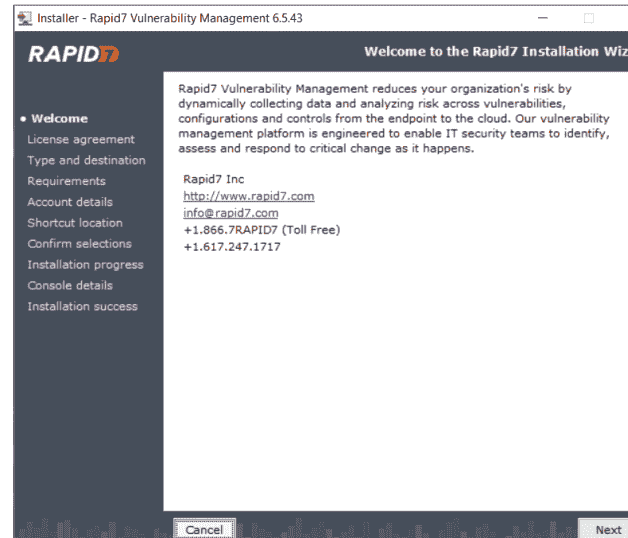 Installer - Rapid7 Vulnerability Management 6.5.43
RAPID7
Welcome to the Rapid7 Installation Wiz
Rapid7 Vulnerability Management reduces your organization's risk by
dynamically collecting data and analyzing risk across vulnerabilities,
configurations and controls from the endpoint to the cloud. Our vulnerability
management platform is engineered to enable IT security teams to identify,
assess and respond to critical change as it happens.
Rapid7 Inc
http://www.rapid7.com
info@rapid7.com
+1.866.7RAPID7 (Toll Free)
+1.617.247.1717
• Welcome
License agreement
Type and destination
Requirements
Account details
Shortcut location
Confirm selections
Installation progress
Console details
Installation success
Cancel
Next